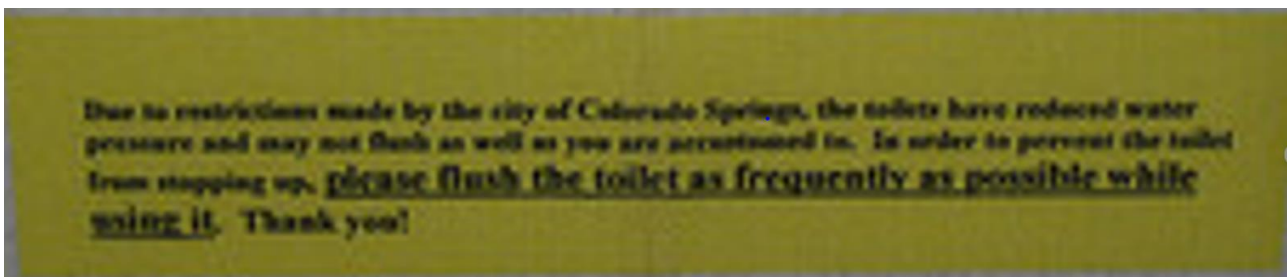 Due to restrictions made by the city of Colorado Springs, the toilets have reduced water
pressure and may not flush as well as you are accustomed to. In order to prevent the toilet
from stopping up, please flush the toilet as frequently as possible while
using it. Thank you!